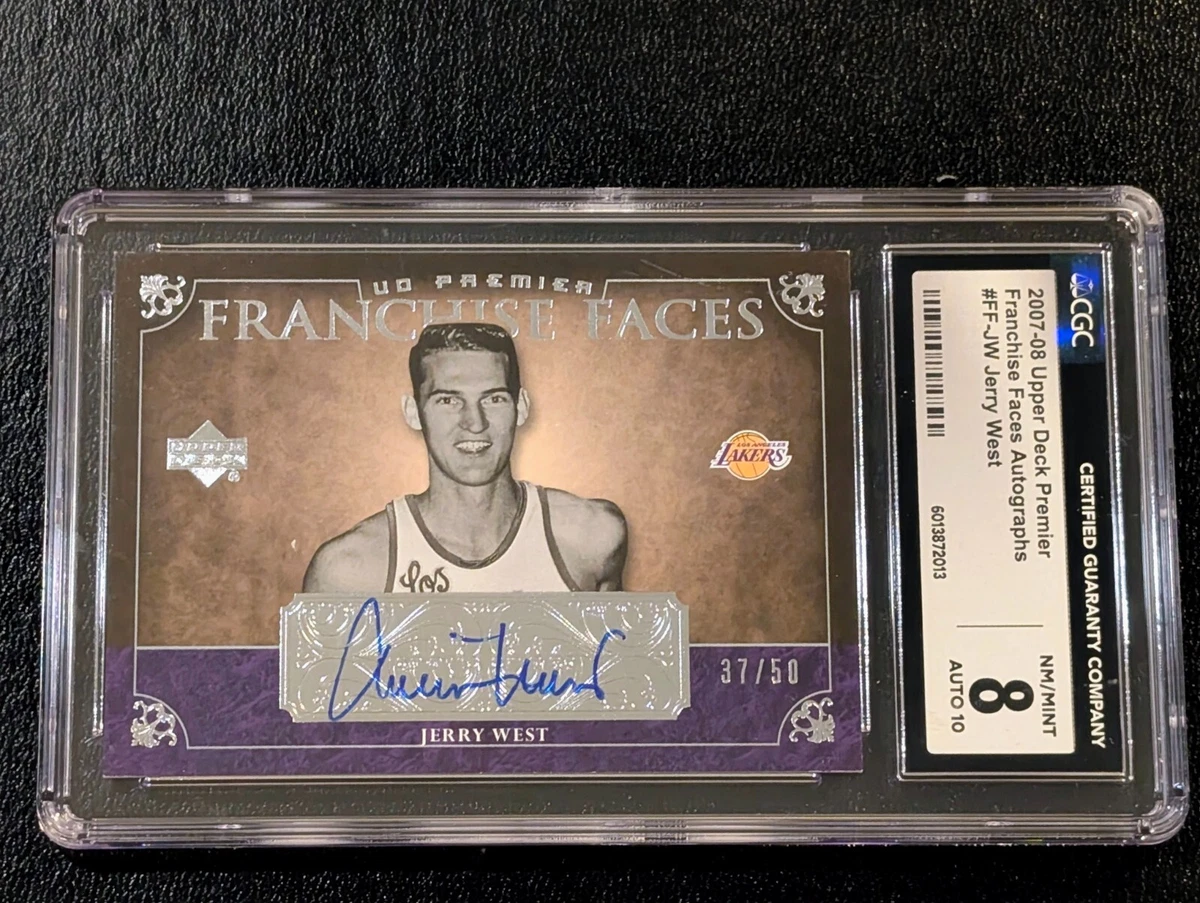 UD PREMIER
FRANCHISE FACES
UPPER DECK
LOS ANGELES
LAKERS
Los
37/50
JERRY WEST
CGC
CERTIFIED GUARANTY COMPANY
2007-08 Upper Deck Premier
Franchise Faces Autographs
#FF-JW Jerry West
6013872013
NM/MINT
8
AUTO 10